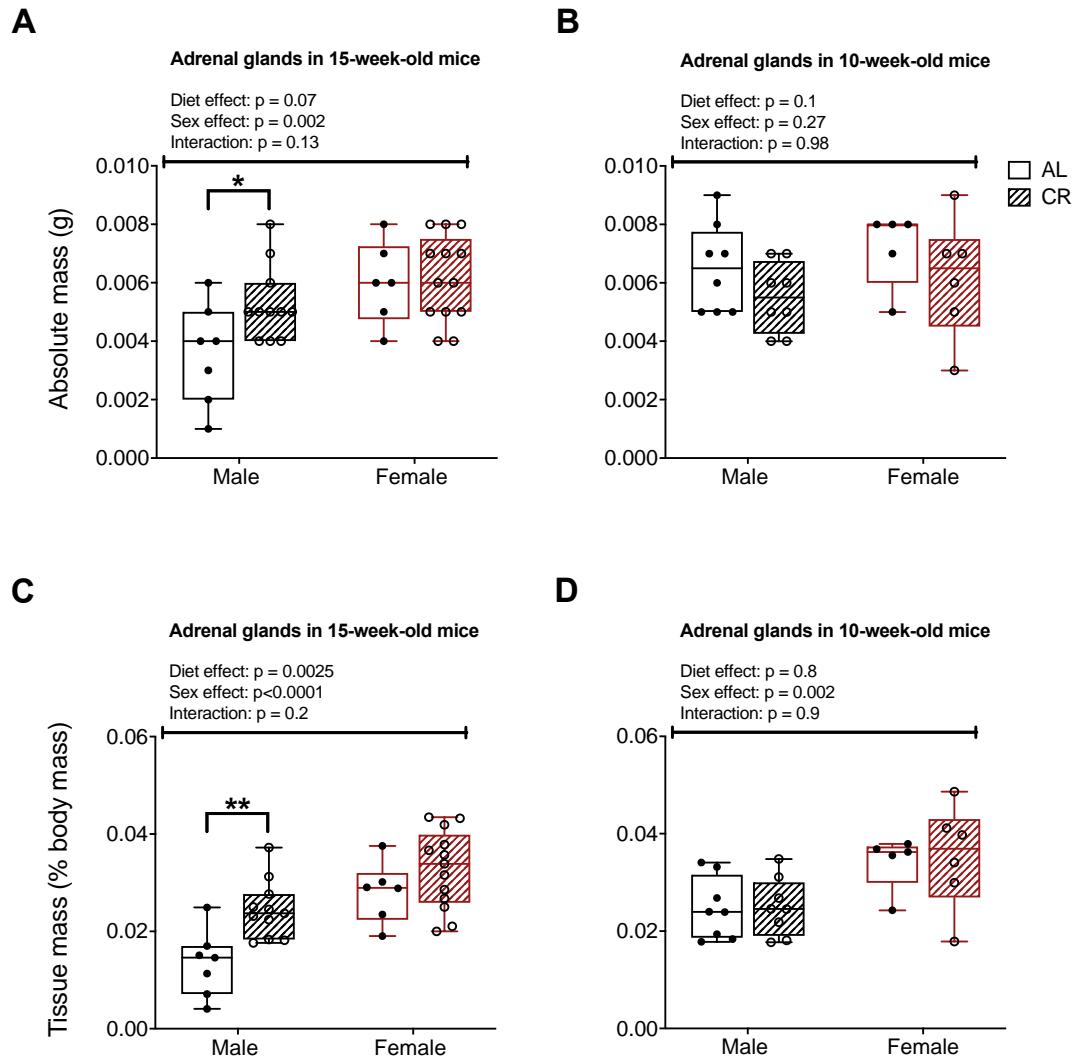 A
Adrenal glands in 15-week-old mice
Diet effect: p = 0.07
Sex effect: p = 0.002
Interaction: p = 0.13
Absolute mass (g)
0.010
0.008
0.006
0.004
0.002
0.000
*
Male
Female
B
Adrenal glands in 10-week-old mice
Diet effect: p = 0.1
Sex effect: p = 0.27
Interaction: p = 0.98
0.010
0.008
0.006
0.004
0.002
0.000
Male
Female
AL
CR
C
Adrenal glands in 15-week-old mice
Diet effect: p = 0.0025
Sex effect: p<0.0001
Interaction: p = 0.2
Tissue mass (% body mass)
0.06
0.04
0.02
0.00
**
Male
Female
D
Adrenal glands in 10-week-old mice
Diet effect: p = 0.8
Sex effect: p = 0.002
Interaction: p = 0.9
0.06
0.04
0.02
0.00
Male
Female